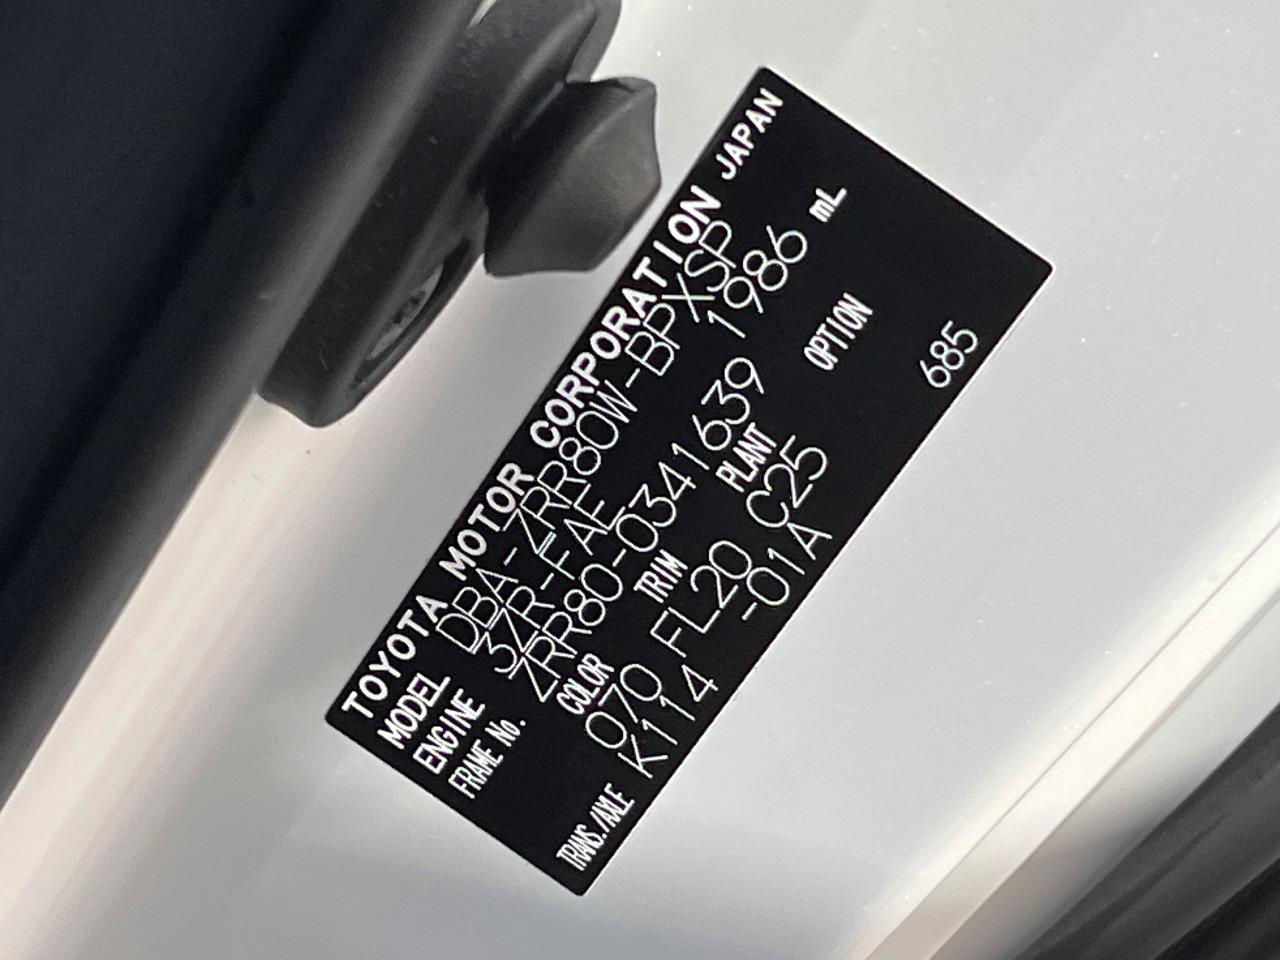 TOYOTA MOTOR CORPORATION JAPAN
MODEL DBA-ZRR80W-BPXSP
ENGINE 3ZR-FAE 1986 mL
FRAME No. ZRR80-0341639
COLOR TRIM PLANT OPTION
070 FL20 C25 685
TRANS./AXLE K114 -01A